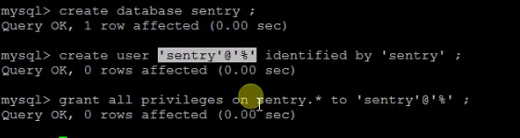 mysql> create database sentry ;
Query OK, 1 row affected (0.00 sec)
mysql> create user 'sentry'@'%' identified by 'sentry' ;
Query OK, 0 rows affected (0.00 sec)
mysql> grant all privileges on sentry.* to 'sentry'@'%' ;
Query OK, 0 rows affected (0.00 sec)